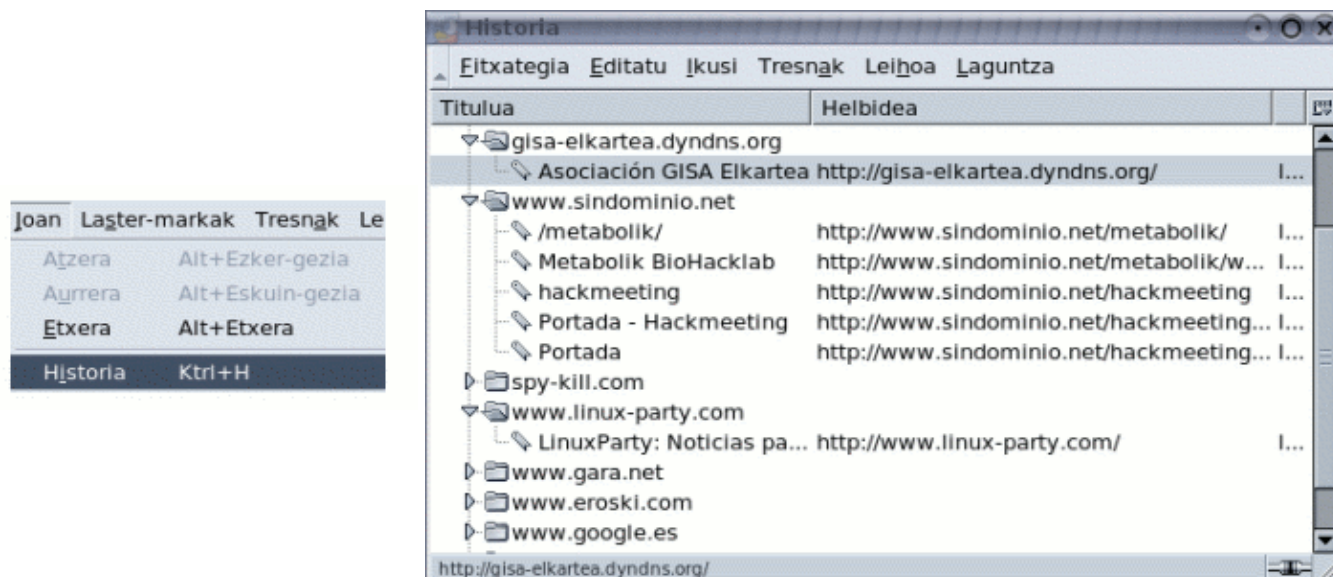 Joan Laster-markak Tresnak Le
Atzera Alt+Ezker-gezia
Aurrera Alt+Eskuin-gezia
Etxera Alt+Etxera
Historia Ktrl+H
Historia
Fitxategia Editatu Ikusi Tresnak Leihoa Laguntza
Titulua Helbidea
gisa-elkartea.dyndns.org
Asociación GISA Elkartea http://gisa-elkartea.dyndns.org/ I...
www.sindominio.net
/metabolik/ http://www.sindominio.net/metabolik/ I...
Metabolik BioHacklab http://www.sindominio.net/metabolik/w... I...
hackmeeting http://www.sindominio.net/hackmeeting I...
Portada - Hackmeeting http://www.sindominio.net/hackmeeting... I...
Portada http://www.sindominio.net/hackmeeting... I...
spy-kill.com
www.linux-party.com
LinuxParty: Noticias pa... http://www.linux-party.com/ I...
www.gara.net
www.eroski.com
www.google.es
http://gisa-elkartea.dyndns.org/